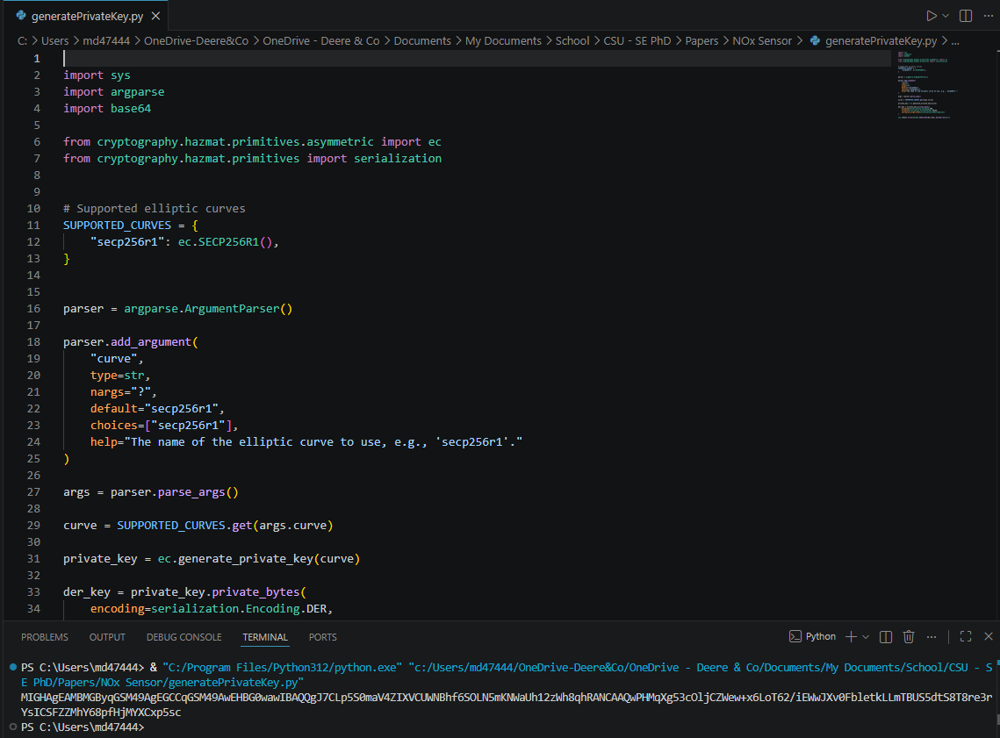 generatePrivateKey.py
C: > Users > md47444 > OneDrive-Deere&Co > OneDrive - Deere & Co > Documents > My Documents > School > CSU - SE PhD > Papers > NOx Sensor > generatePrivateKey.py > ...
1
2 import sys
3 import argparse
4 import base64
5
6 from cryptography.hazmat.primitives.asymmetric import ec
7 from cryptography.hazmat.primitives import serialization
8
9
10 # Supported elliptic curves
11 SUPPORTED_CURVES = {
12     "secp256r1": ec.SECP256R1(),
13 }
14
15
16 parser = argparse.ArgumentParser()
17
18 parser.add_argument(
19     "curve",
20     type=str,
21     nargs="?",
22     default="secp256r1",
23     choices=["secp256r1"],
24     help="The name of the elliptic curve to use, e.g., 'secp256r1'."
25 )
26
27 args = parser.parse_args()
28
29 curve = SUPPORTED_CURVES.get(args.curve)
30
31 private_key = ec.generate_private_key(curve)
32
33 der_key = private_key.private_bytes(
34     encoding=serialization.Encoding.DER,
PROBLEMS OUTPUT DEBUG CONSOLE TERMINAL PORTS Python
PS C:\Users\md47444> & "C:/Program Files/Python312/python.exe" "c:/Users/md47444/OneDrive-Deere&Co/OneDrive - Deere & Co/Documents/My Documents/School/CSU - S
E PhD/Papers/NOx Sensor/generatePrivateKey.py"
MIGHAgEAMBMGByqGSM49AgEGCCqGSM49AwEHBG0wawIBAQQgJ7CLp5S0maV4ZIXVCUWNBhf6SOLN5mKNWaUh12zWh8qhRANCAAQwPHMqXg53cOljCZWew+x6LoT62/iEWwJXv0FbletkLLmTBUS5dtS8T8re3r
YsICSFZZMhY68pfHjMYXCxp5sc
PS C:\Users\md47444>